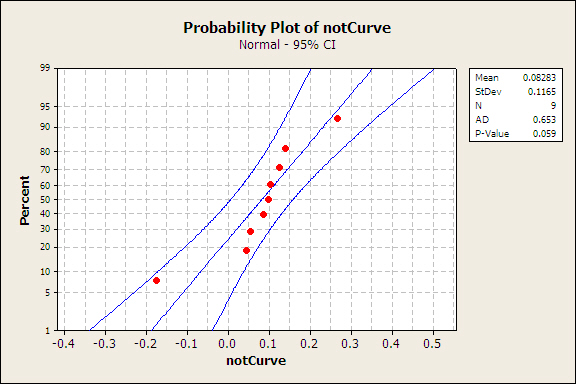 Probability Plot of notCurve
Normal - 95% CI
99
95
90
80
70
60
50
40
30
20
10
5
1
Percent
-0.4 -0.3 -0.2 -0.1 0.0 0.1 0.2 0.3 0.4 0.5
notCurve
Mean 0.08283
StDev 0.1165
N 9
AD 0.653
P-Value 0.059